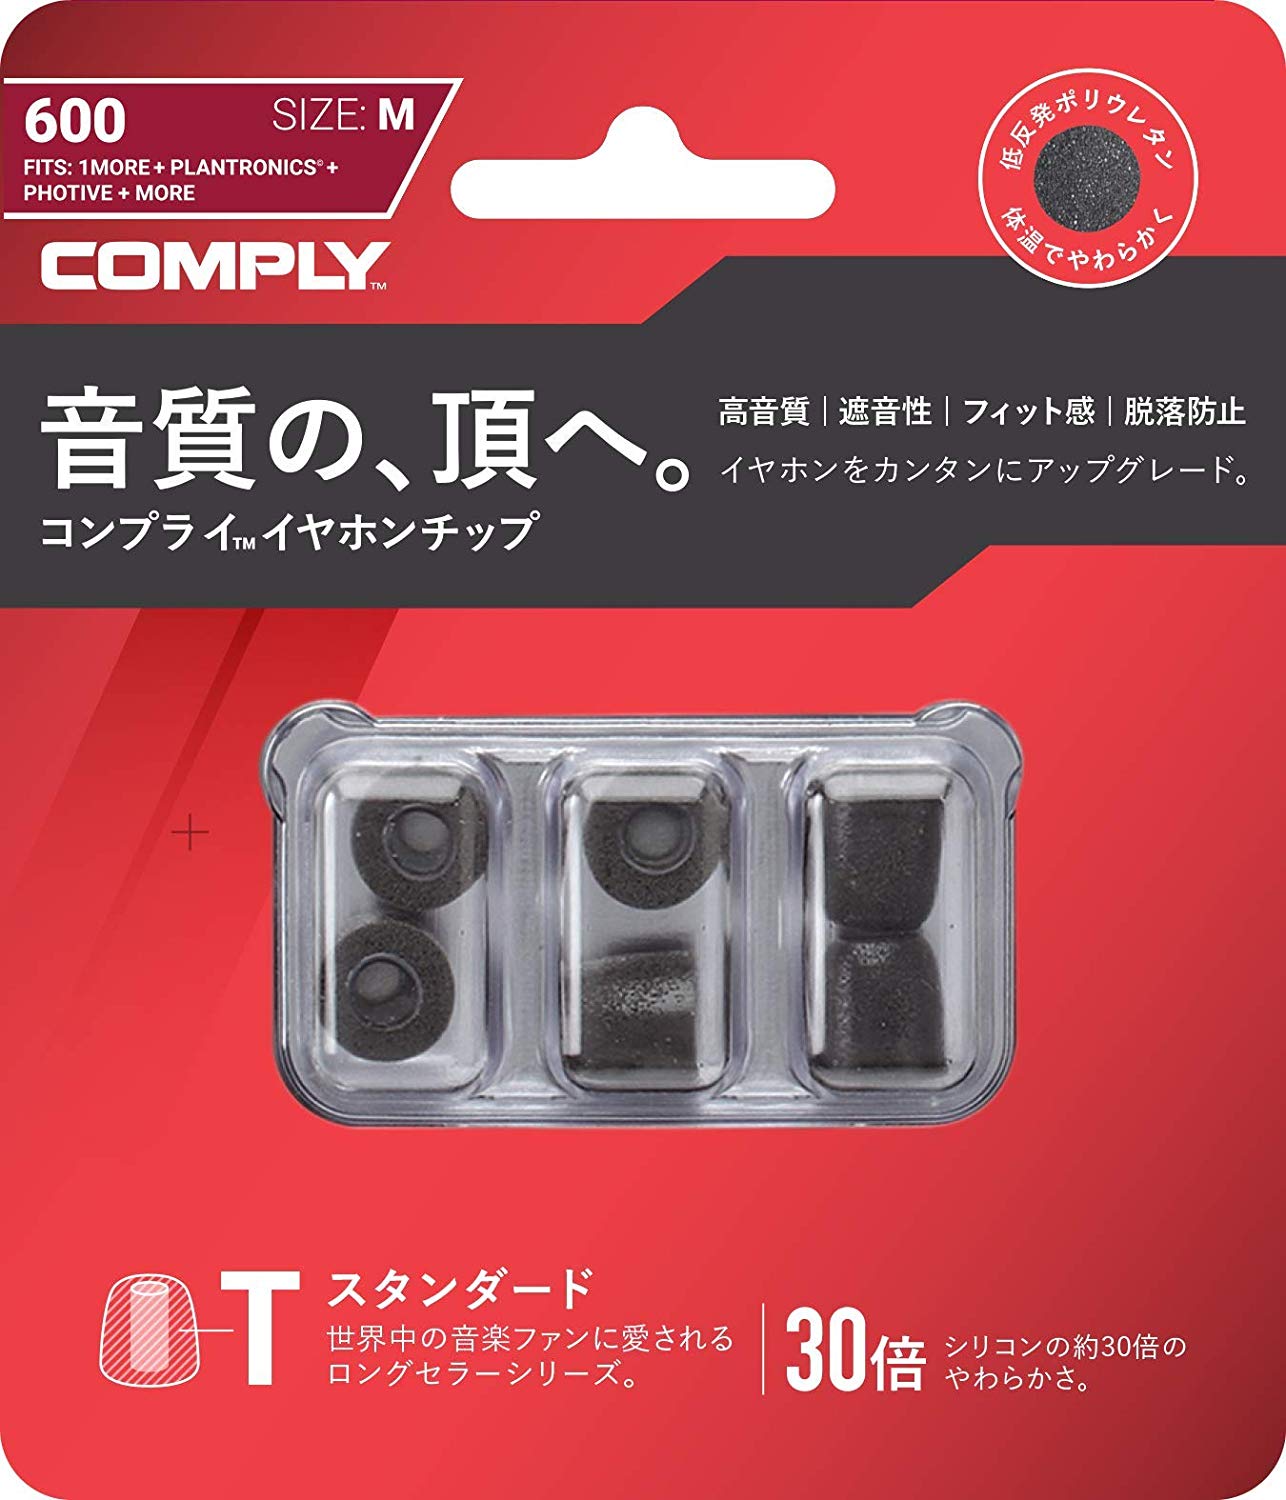 600
SIZE: M
FITS: 1MORE + PLANTRONICS© +
PHOTIVE + MORE
COMPLY™
低反発ポリウレタン
体温でやわらかく
音質の、頂へ。
コンプライ™イヤホンチップ
高音質|遮音性|フィット感|脱落防止
イヤホンをカンタンにアップグレード。
T
スタンダード
世界中の音楽ファンに愛される
ロングセラーシリーズ。
30倍
シリコンの約30倍の
やわらかさ。